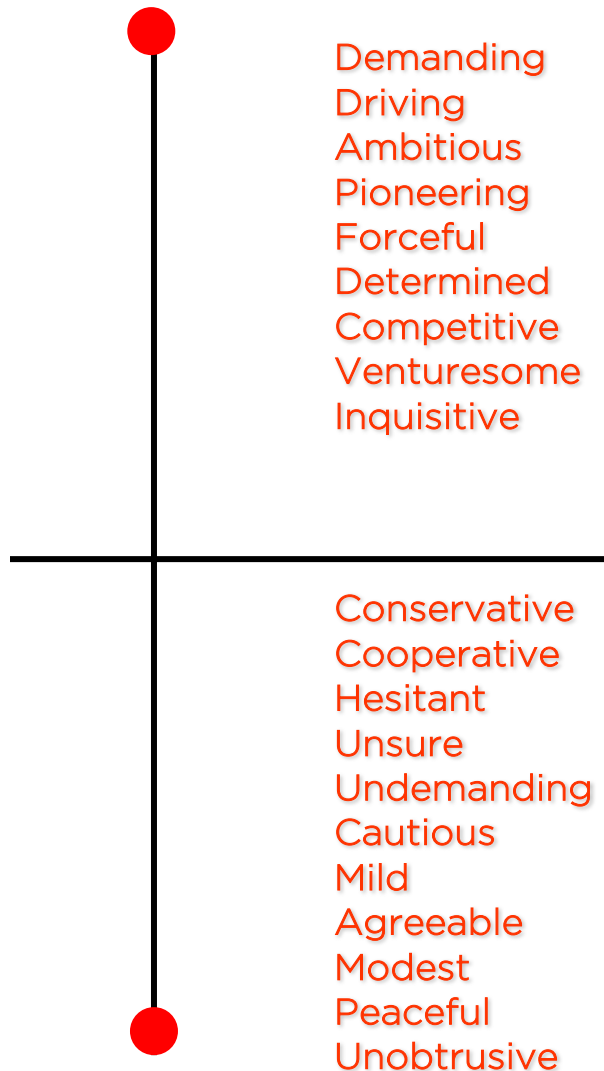 Demanding
Driving
Ambitious
Pioneering
Forceful
Determined
Competitive
Venturesome
Inquisitive
Conservative
Cooperative
Hesitant
Unsure
Undemanding
Cautious
Mild
Agreeable
Modest
Peaceful
Unobtrusive